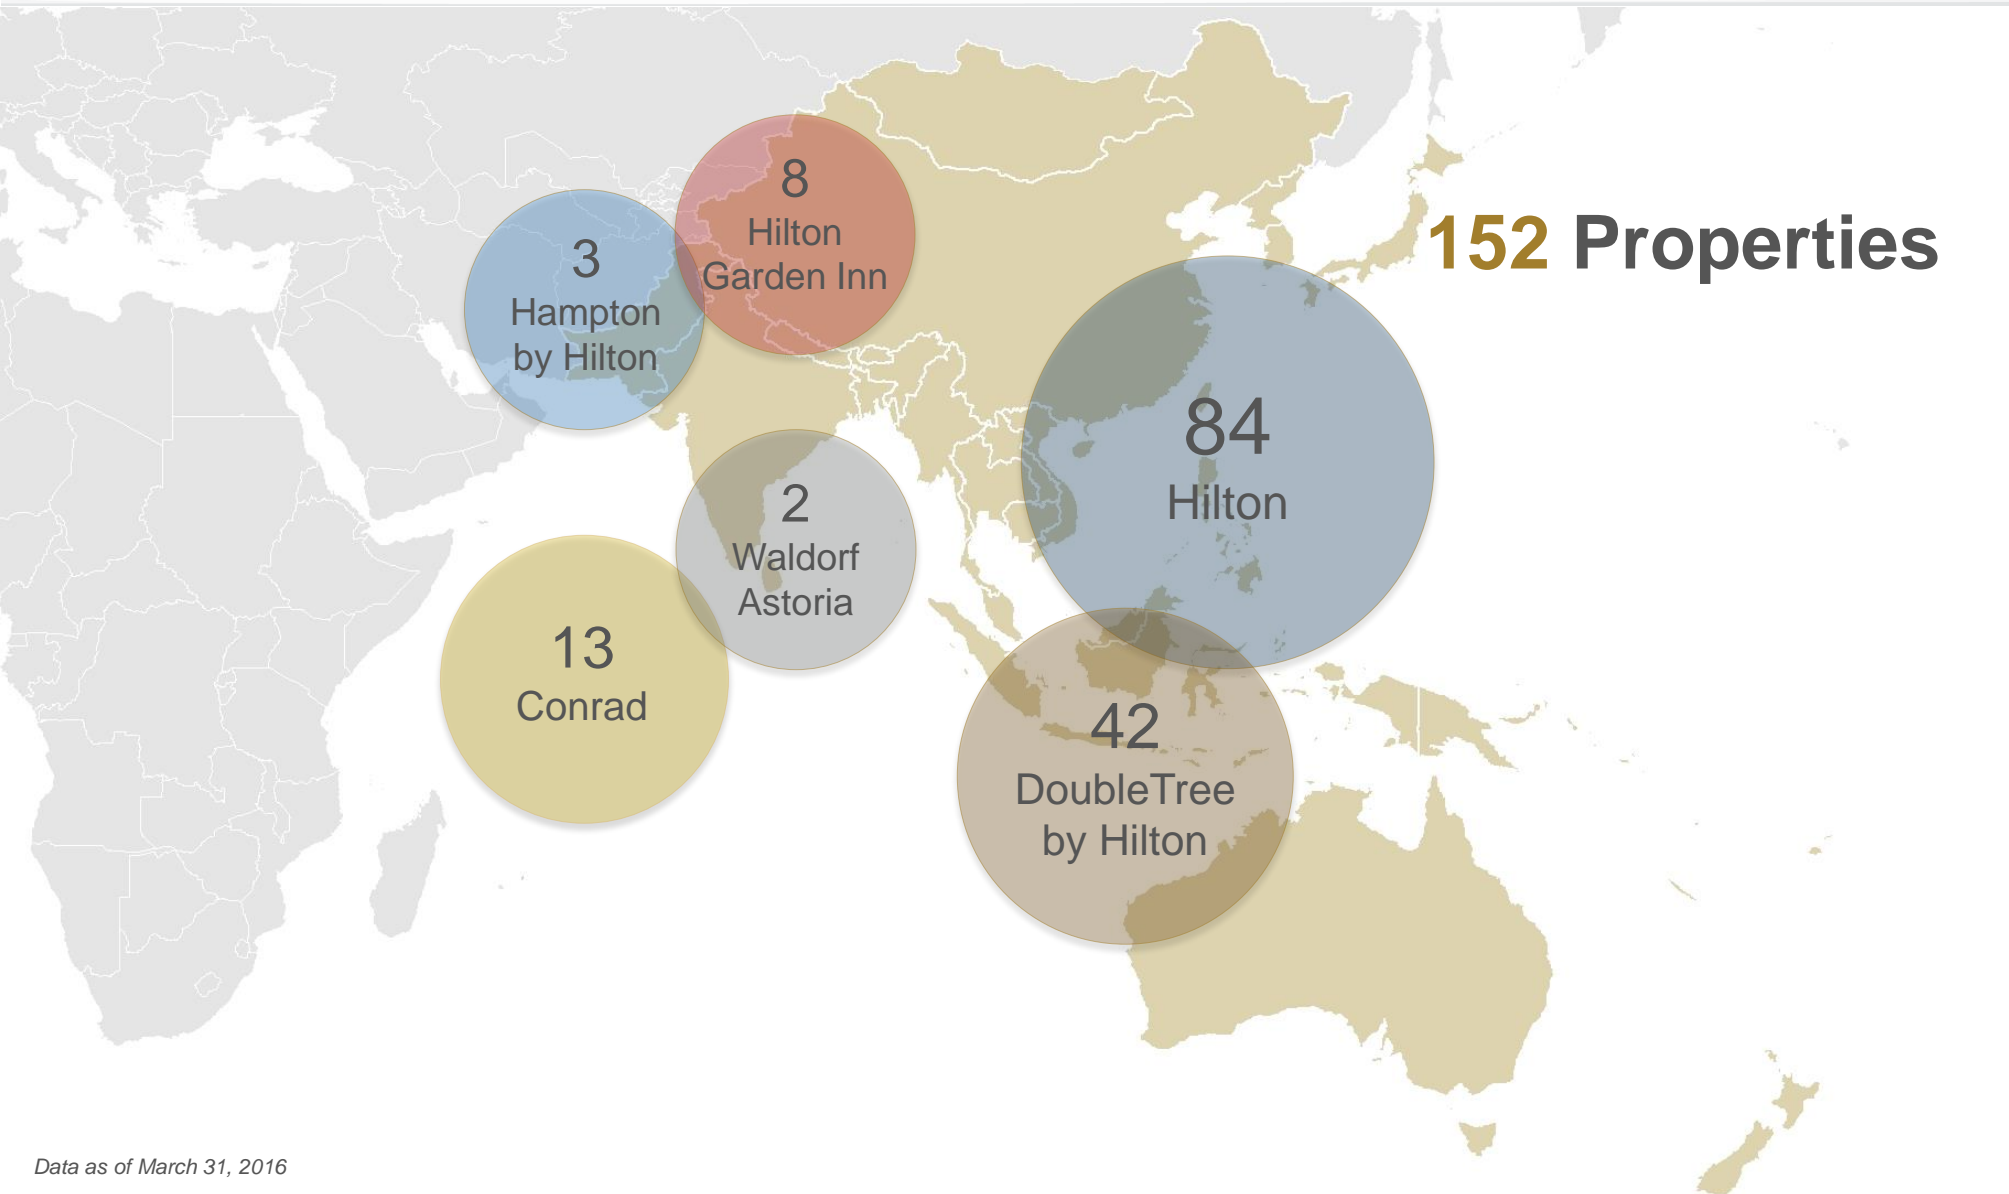 152 Properties
8
Hilton
Garden Inn
3
Hampton
by Hilton
84
Hilton
2
Waldorf
Astoria
13
Conrad
42
DoubleTree
by Hilton
Data as of March 31, 2016